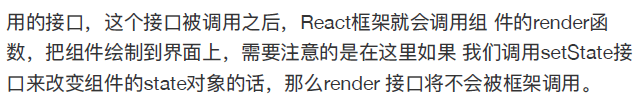 用的接口，这个接口被调用之后，React框架就会调用组 件的render函
数，把组件绘制到界面上，需要注意的是在这里如果 我们调用setState接
口来改变组件的state对象的话，那么render 接口将不会被框架调用。